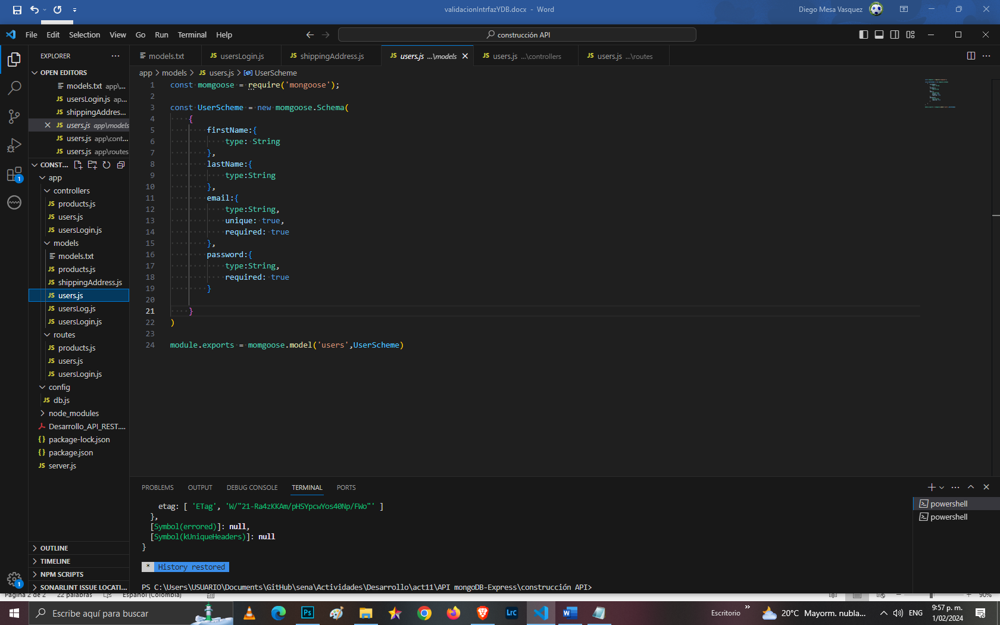 validacionIntrfazYDB.docx - Word
Diego Mesa Vasquez
File Edit Selection View Go Run Terminal Help
construcción API
EXPLORER
models.txt
usersLogin.js
shippingAddress.js
users.js ...\models
users.js ...\controllers
users.js ...\routes
OPEN EDITORS
models.txt app\...
usersLogin.js ap...
shippingAddres...
users.js app\models
users.js app\cont...
users.js app\routes
CONST...
app
controllers
products.js
users.js
usersLogin.js
models
models.txt
products.js
shippingAddress.js
users.js
usersLog.js
usersLogin.js
routes
products.js
users.js
usersLogin.js
config
db.js
node_modules
Desarrollo_API_REST....
package-lock.json
package.json
server.js
OUTLINE
TIMELINE
NPM SCRIPTS
SONARLINT ISSUE LOCATI...
app > models > JS users.js > UserScheme
1 const momgoose = require('mongoose');
2
3 const UserScheme = new momgoose.Schema(
4 {
5 firstName:{
6 type: String
7 },
8 lastName:{
9 type:String
10 },
11 email:{
12 type:String,
13 unique: true,
14 required: true
15 },
16 password:{
17 type:String,
18 required: true
19 }
20
21 }
22 )
23
24 module.exports = momgoose.model('users',UserScheme)
PROBLEMS OUTPUT DEBUG CONSOLE TERMINAL PORTS
etag: [ 'ETag', 'W/"21-Ra4zKKAm/pHSYpcwYos40Np/FWo"' ]
},
[Symbol(errored)]: null,
[Symbol(kUniqueHeaders)]: null
}
* History restored
PS C:\Users\USUARIO\Documents\GitHub\sena\Actividades\Desarrollo\act11\API mongoDB-Express\construcción API>
powershell
powershell
Página 2 de 2 22 palabras Español (Colombia) 90%
Escribe aquí para buscar
Ps
Lrc
Escritorio
20°C Mayorm. nubla...
ENG
9:57 p. m.
1/02/2024